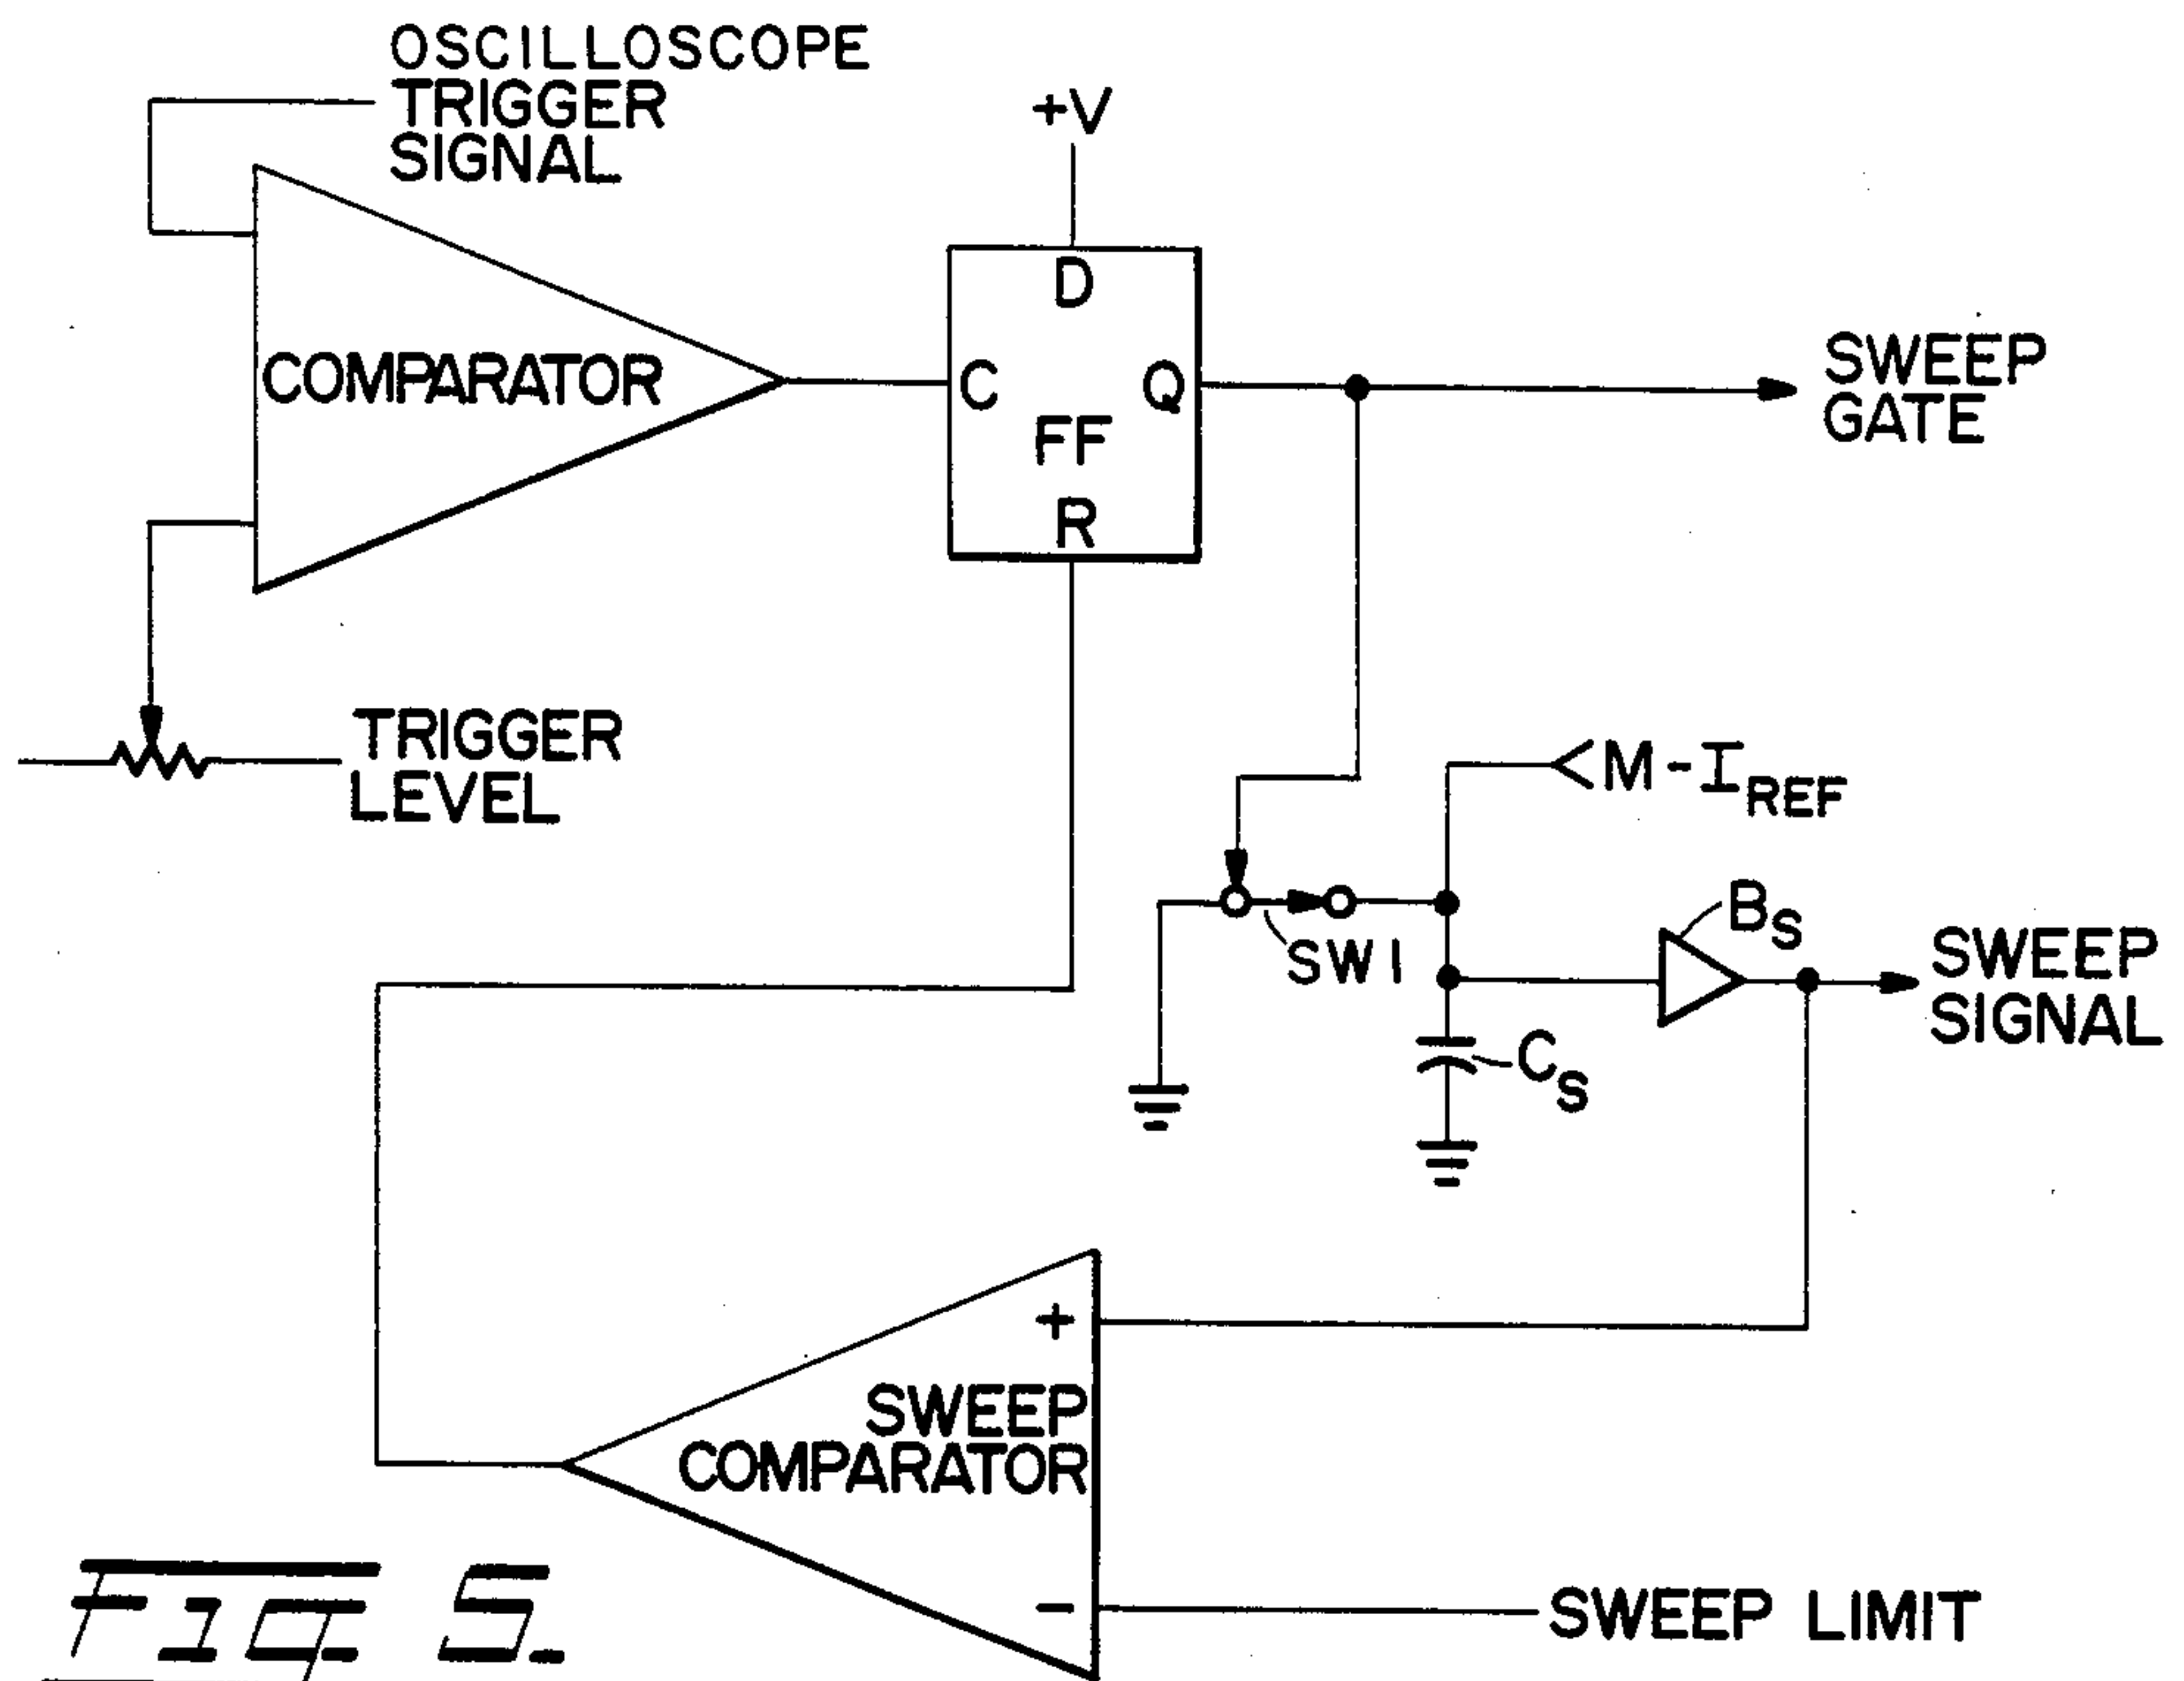 OSCILLOSCOPE
TRIGGER
SIGNAL
+V
COMPARATOR
D
C
Q
FF
R
SWEEP
GATE
TRIGGER
LEVEL
M-I REF
SW1
BS
SWEEP
SIGNAL
CS
+
SWEEP
COMPARATOR
-
SWEEP LIMIT
Fig. 5.